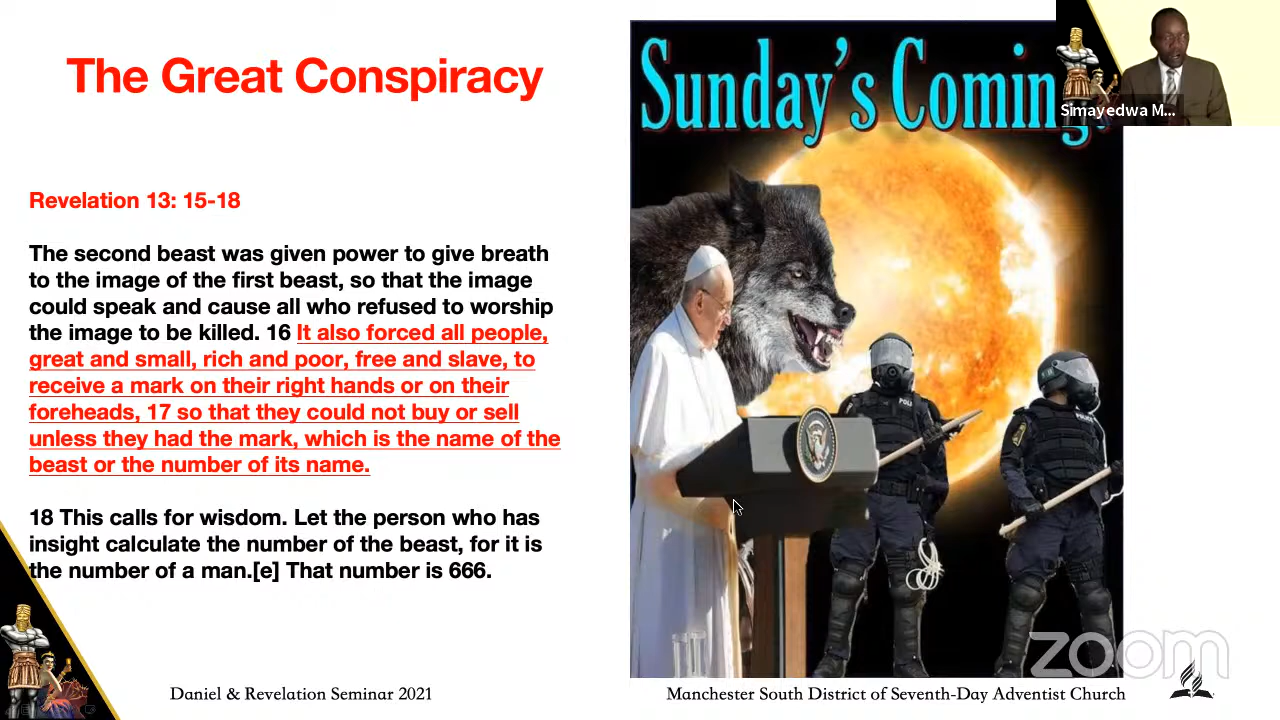 The Great Conspiracy
Revelation 13: 15-18
The second beast was given power to give breath
to the image of the first beast, so that the image
could speak and cause all who refused to worship
the image to be killed. 16 It also forced all people,
great and small, rich and poor, free and slave, to
receive a mark on their right hands or on their
foreheads, 17 so that they could not buy or sell
unless they had the mark, which is the name of the
beast or the number of its name.
18 This calls for wisdom. Let the person who has
insight calculate the number of the beast, for it is
the number of a man.[e] That number is 666.
Daniel & Revelation Seminar 2021
Sunday's Coming
Simayedwa M...
POLI
zoom
Manchester South District of Seventh-Day Adventist Church